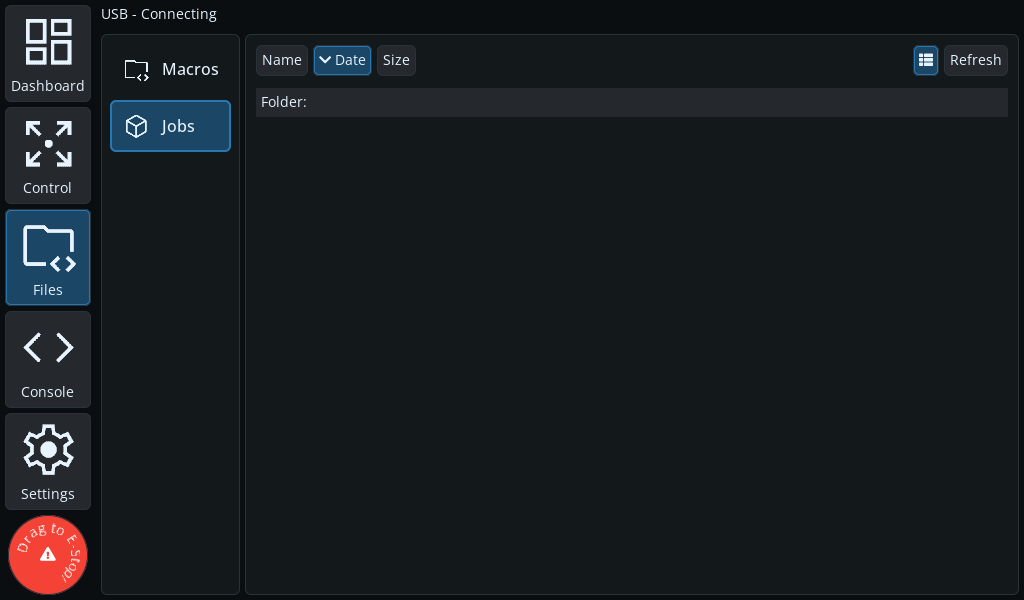 USB - Connecting
Dashboard
Control
Files
Console
Settings
Drag to E-Stop!
Macros
Jobs
Name
Date
Size
Refresh
Folder: